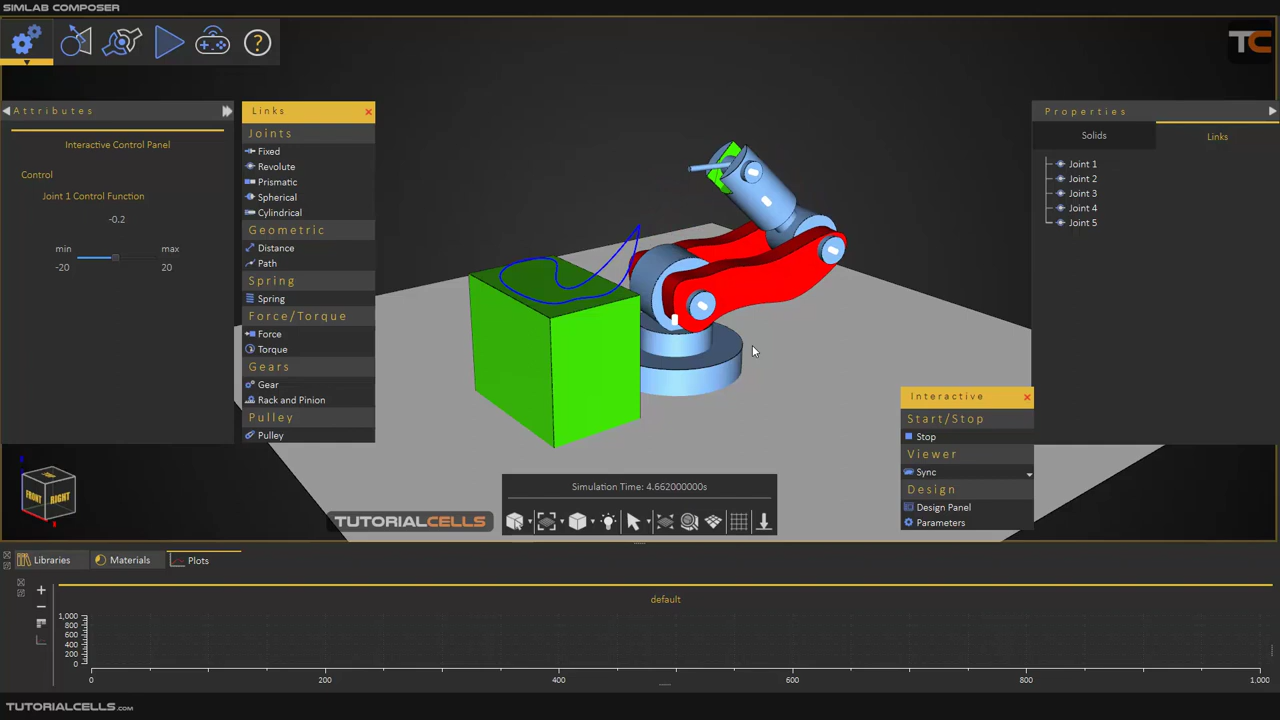 SIMLAB COMPOSER
?
TC
Attributes
Interactive Control Panel
Control
Joint 1 Control Function
-0.2
min
max
-20
20
Links
Joints
Fixed
Revolute
Prismatic
Spherical
Cylindrical
Geometric
Distance
Path
Spring
Spring
Force/Torque
Force
Torque
Gears
Gear
Rack and Pinion
Pulley
Pulley
Properties
Solids
Links
Joint 1
Joint 2
Joint 3
Joint 4
Joint 5
Interactive
Start/Stop
Stop
Viewer
Sync
Design
Design Panel
Parameters
FRONT
RIGHT
Simulation Time: 4.662000000s
TUTORIALCELLS
Libraries
Materials
Plots
default
1,000
800
600
400
200
0
0 200 400 600 800 1.000
TUTORIALCELLS.com